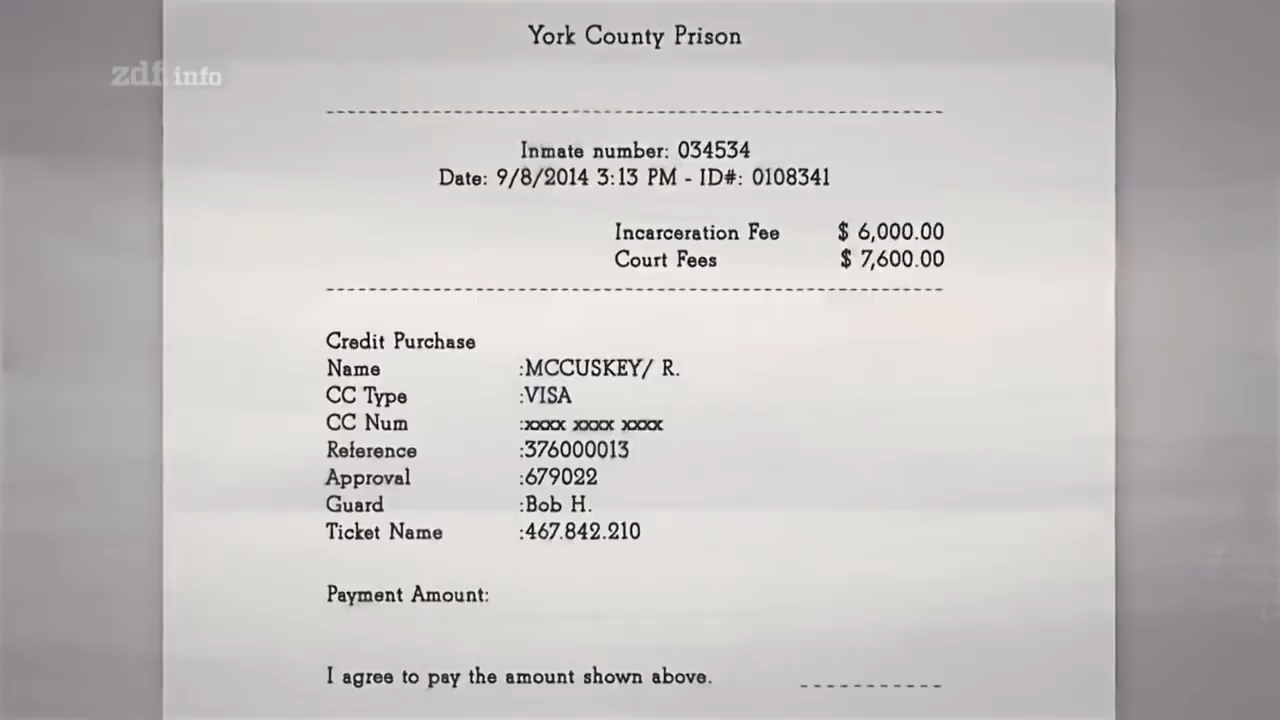 York County Prison
zdf info
Inmate number: 034534
Date: 9/8/2014 3:13 PM - ID#: 0108341
Incarceration Fee $ 6,000.00
Court Fees $ 7,600.00
Credit Purchase
Name :MCCUSKEY/ R.
CC Type :VISA
CC Num :xxxx xxxx xxxx
Reference :376000013
Approval :679022
Guard :Bob H.
Ticket Name :467.842.210
Payment Amount:
I agree to pay the amount shown above.